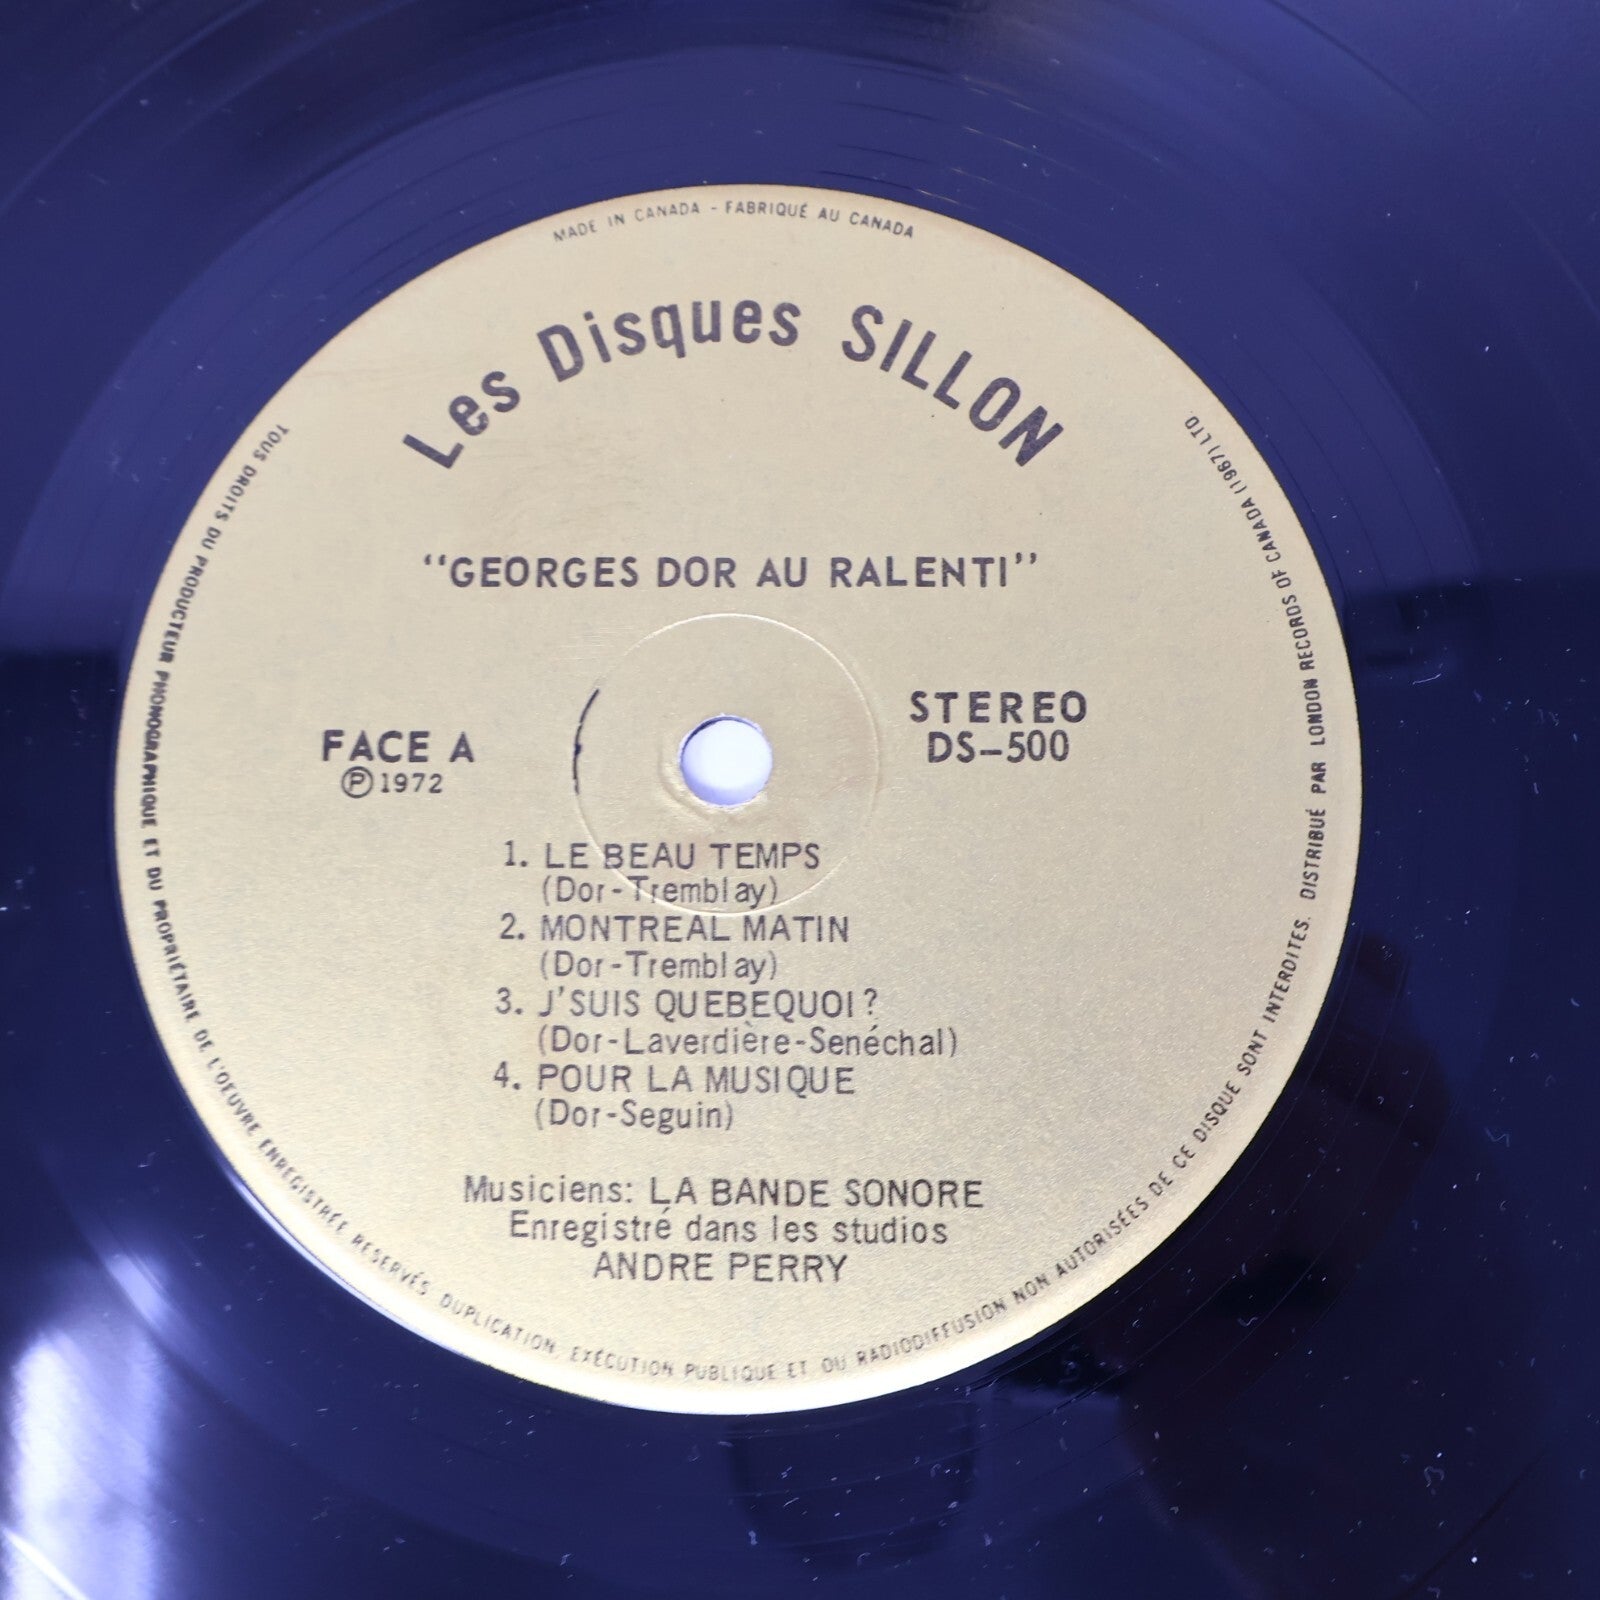 MADE IN CANADA - FABRIQUÉ AU CANADA
Les Disques SILLON
"GEORGES DOR AU RALENTI"
FACE A
Ⓟ1972
STEREO
DS-500
1. LE BEAU TEMPS
(Dor-Tremblay)
2. MONTREAL MATIN
(Dor-Tremblay)
3. J'SUIS QUEBEQUOI?
(Dor-Laverdière-Senéchal)
4. POUR LA MUSIQUE
(Dor-Seguin)
Musiciens: LA BANDE SONORE
Enregistré dans les studios
ANDRE PERRY
TOUS DROITS DU PRODUCTEUR PHONOGRAPHIQUE ET DU PROPRIÉTAIRE DE L'OEUVRE ENREGISTRÉE RESERVÉS DUPLICATION, EXÉCUTION PUBLIQUE ET OU RADIODIFFUSION NON AUTORISÉES DE CE DISQUE SONT INTERDITES. DISTRIBUÉ PAR LONDON RECORDS OF CANADA (1967) LTD.